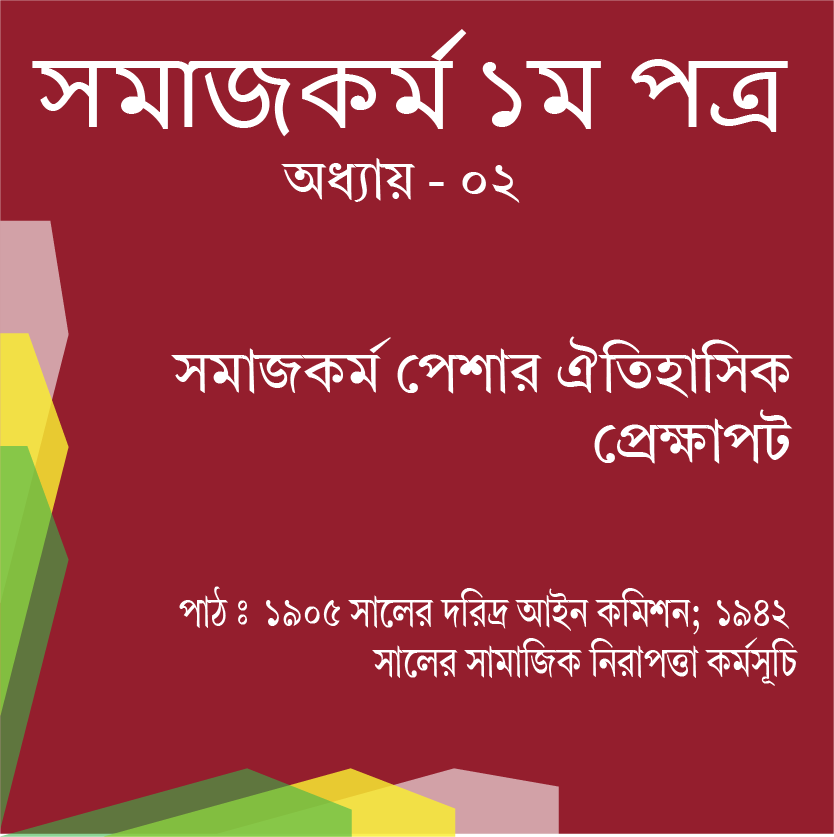 সমাজকর্ম ১ম পত্র
অধ্যায় - ০২
সমাজকর্ম পেশার ঐতিহাসিক
প্রেক্ষাপট
পাঠ ঃ ১৯০৫ সালের দরিদ্র আইন কমিশন; ১৯৪২
সালের সামাজিক নিরাপত্তা কর্মসূচি